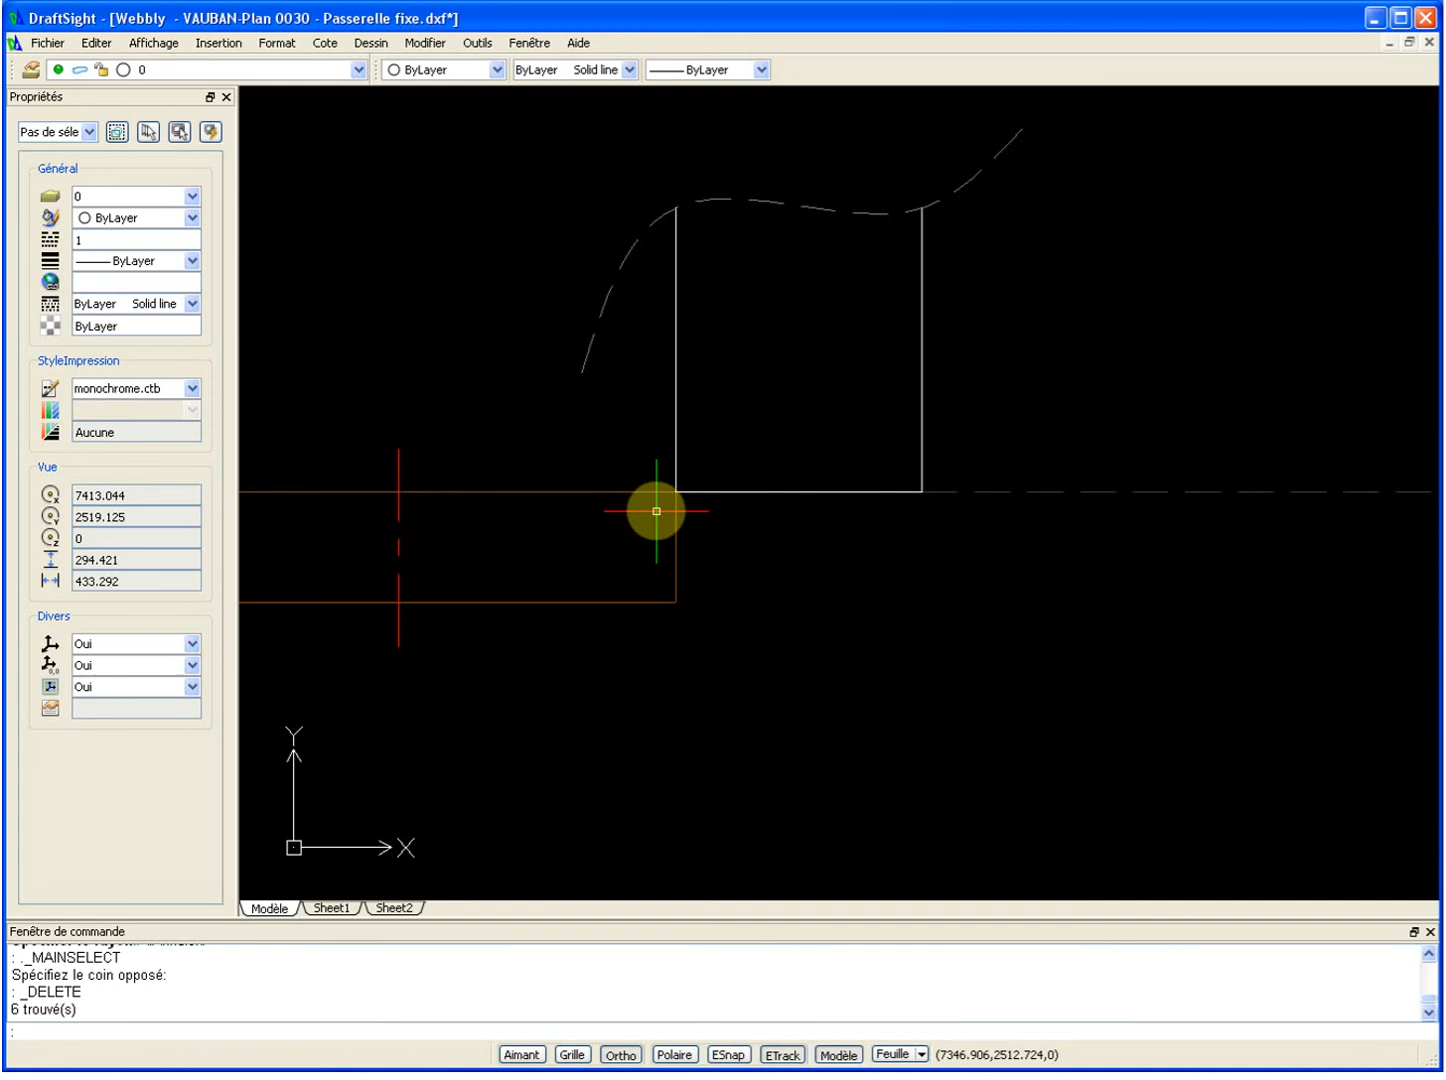 DraftSight - [Webbly - VAUBAN-Plan 0030 - Passerelle fixe.dxf*]
Fichier Editer Affichage Insertion Format Cote Dessin Modifier Outils Fenêtre Aide
0 ByLayer ByLayer Solid line ByLayer
Propriétés
Pas de séle
Général
0
ByLayer
1
ByLayer
ByLayer Solid line
ByLayer
StyleImpression
monochrome.ctb
Aucune
Vue
7413.044
2519.125
0
294.421
433.292
Divers
Oui
Oui
Oui
Y
X
Modèle Sheet1 Sheet2
Fenêtre de commande
: ._MAINSELECT
Spécifiez le coin opposé:
: _DELETE
6 trouvé(s)
:
Aimant Grille Ortho Polaire ESnap ETrack Modèle Feuille (7346.906,2512.724,0)